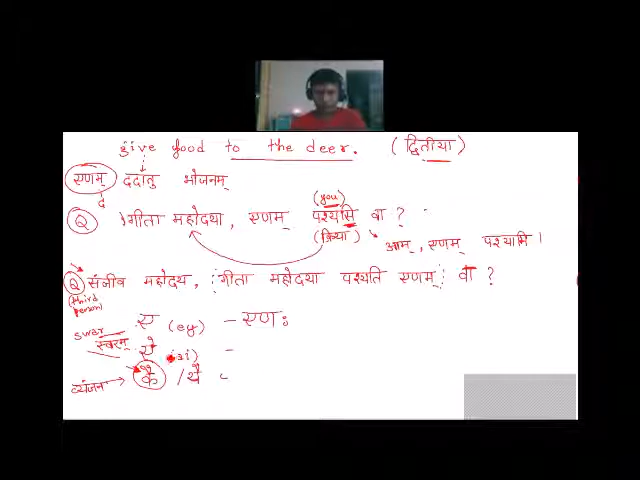 give food to the deer. (द्वितीया)
एणम् ददातु भोजनम्
दे
(you)
Q गीता महोदया, एणम् पश्यसि वा ?
(क्रिया) आम्, एणम् पश्यामि ।
Q संजीव महोदय, गीता महोदया पश्यति एणम् वा ?
(third person)
ए (ey) – एणः
swar
स्वरम्
ऐ (ai) –
व्यंजन → कै / थै